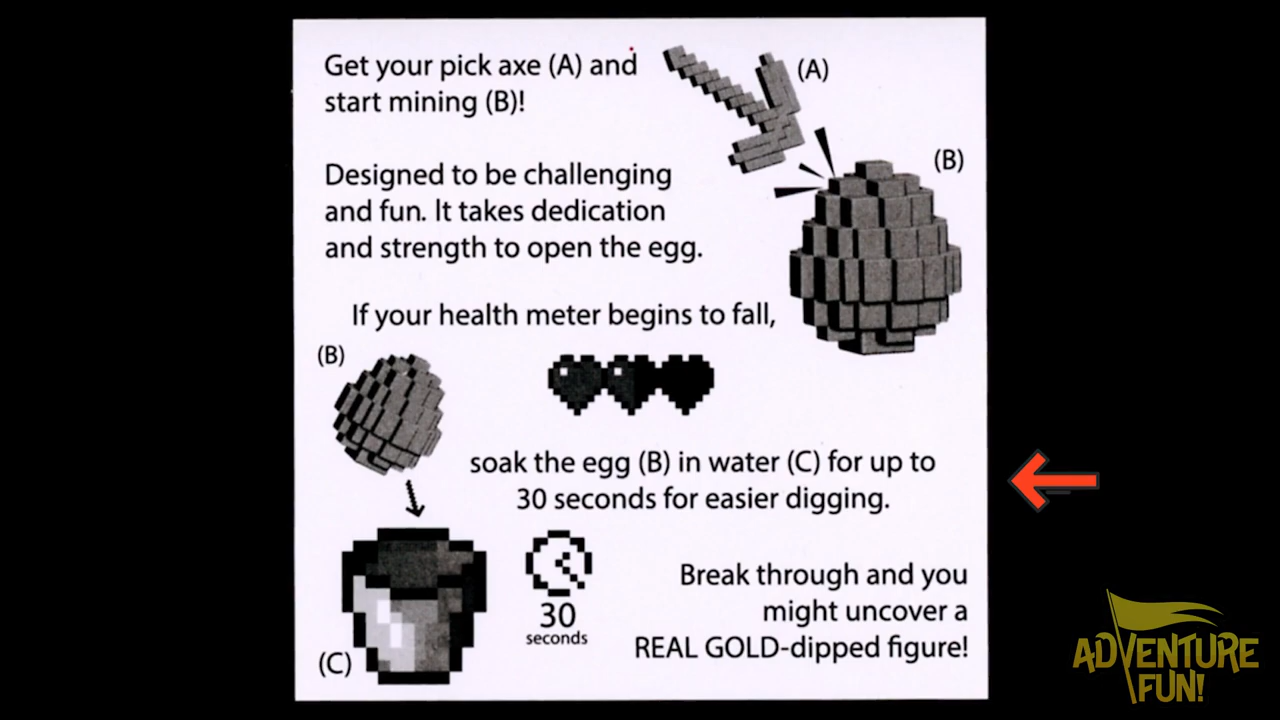 Get your pick axe (A) and
start mining (B)!
(A)
(B)
Designed to be challenging
and fun. It takes dedication
and strength to open the egg.
If your health meter begins to fall,
(B)
soak the egg (B) in water (C) for up to
30 seconds for easier digging.
30
seconds
(C)
Break through and you
might uncover a
REAL GOLD-dipped figure!
ADVENTURE
FUN!